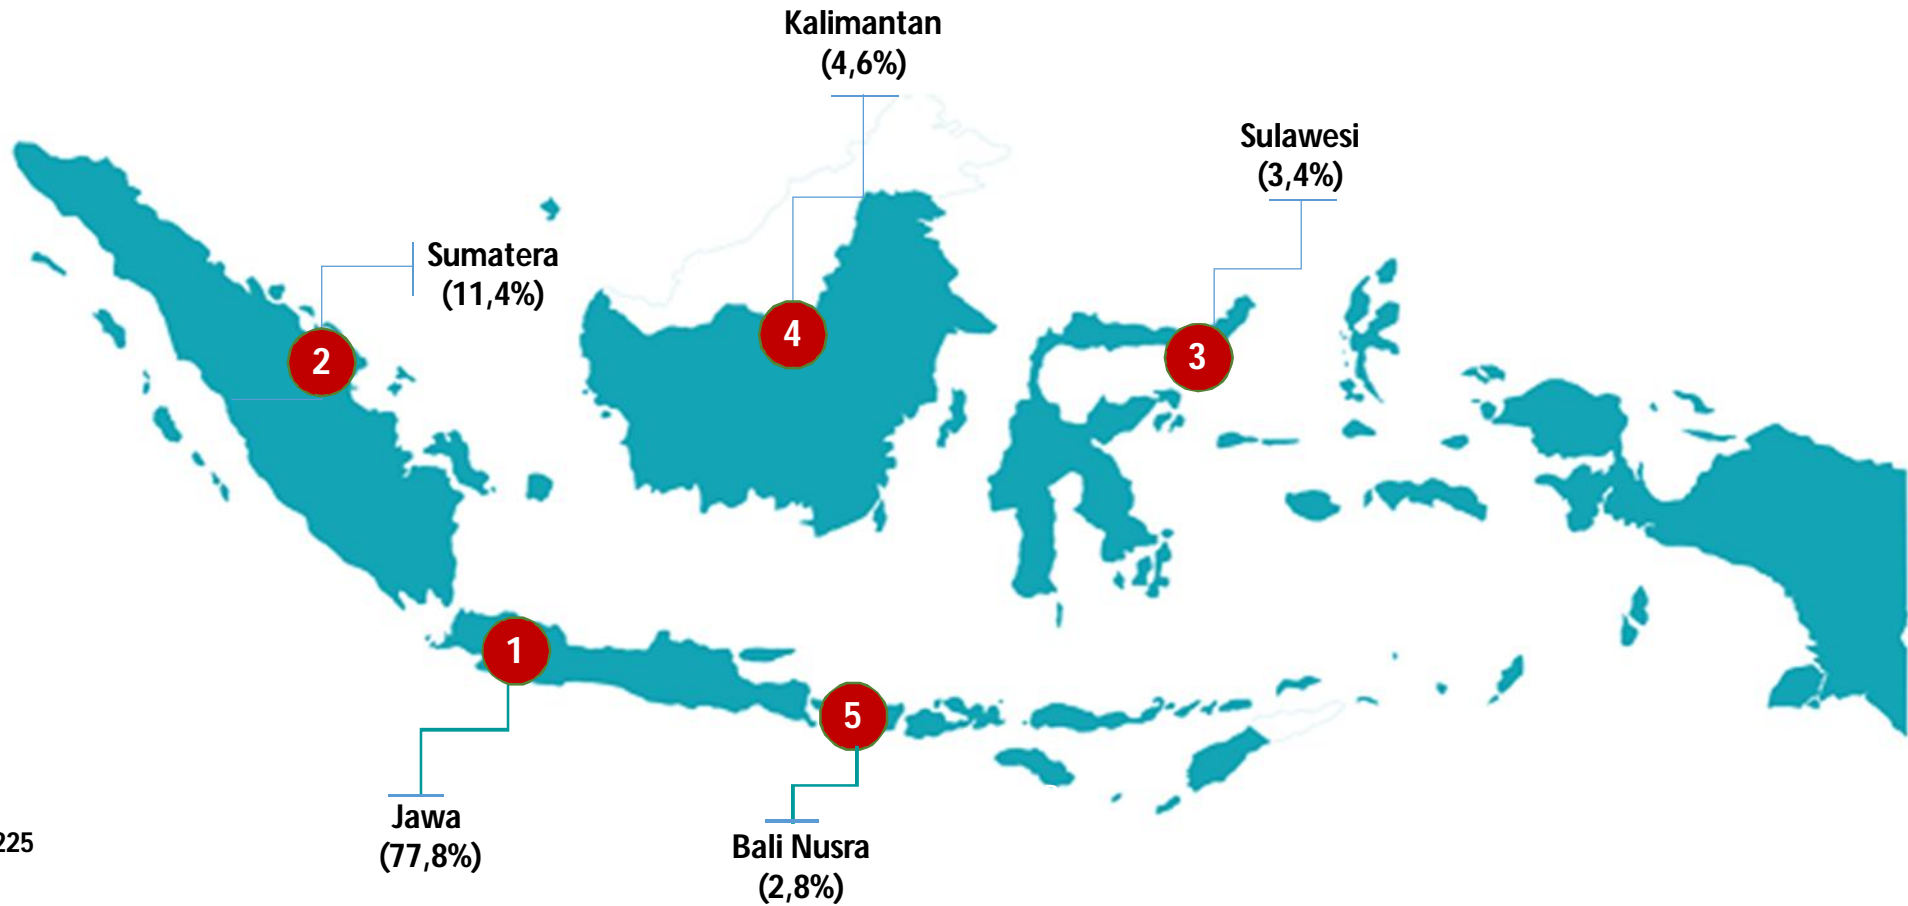 Kalimantan
(4,6%)
Sulawesi
(3,4%)
Sumatera
(11,4%)
4
3
2
1
5
Jawa
(77,8%)
Bali Nusra
(2,8%)
225